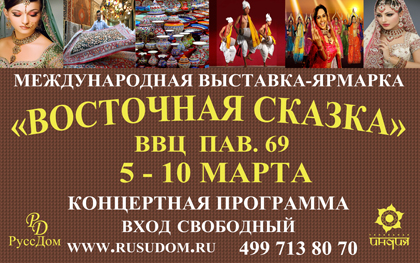 МЕЖДУНАРОДНАЯ ВЫСТАВКА-ЯРМАРКА
«ВОСТОЧНАЯ СКАЗКА»
ВВЦ ПАВ. 69
5 - 10 МАРТА
КОНЦЕРТНАЯ ПРОГРАММА
ВХОД СВОБОДНЫЙ
РуссДом
WWW.RUSUDOM.RU 499 713 80 70
ИНДИЯ